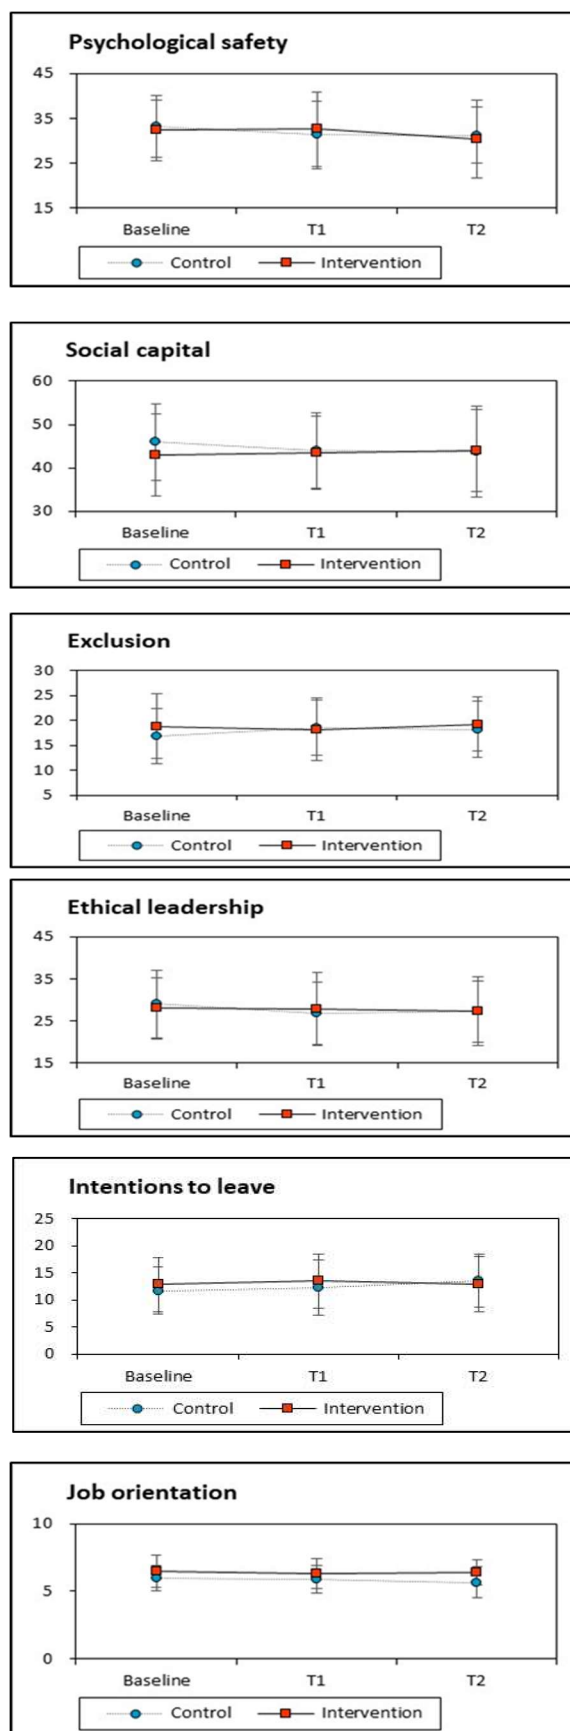 Psychological safety
45
35
25
15
Baseline T1 T2
Control Intervention
Social capital
60
50
40
30
Baseline T1 T2
Control Intervention
Exclusion
30
25
20
15
10
5
Baseline T1 T2
Control Intervention
Ethical leadership
45
35
25
15
Baseline T1 T2
Control Intervention
Intentions to leave
25
20
15
10
5
0
Baseline T1 T2
Control Intervention
Job orientation
10
5
0
Baseline T1 T2
Control Intervention